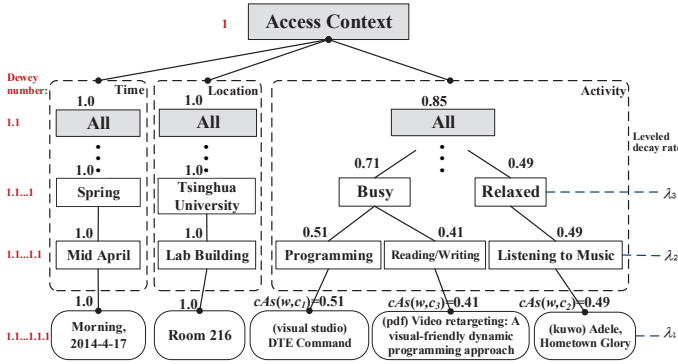 1
Access Context
Dewey
number:
Time
Location
Activity
1.0
1.0
0.85
1.1
All
All
All
Leveled
decay rate
1.0
1.0
0.71
0.49
1.1...1
Spring
Tsinghua
University
Busy
Relaxed
λ3
1.0
1.0
0.51
0.41
0.49
1.1...1.1
Mid April
Lab Building
Programming
Reading/Writing
Listening to Music
λ2
1.0
1.0
cAs(w,c1)=0.51
cAs(w,c3)=0.41
cAs(w,c2)=0.49
1.1...1.1.1
Morning,
2014-4-17
Room 216
(visual studio)
DTE Command
(pdf) Video retargeting: A
visual-friendly dynamic
programming approach
(kuwo) Adele,
Hometown Glory
λ1